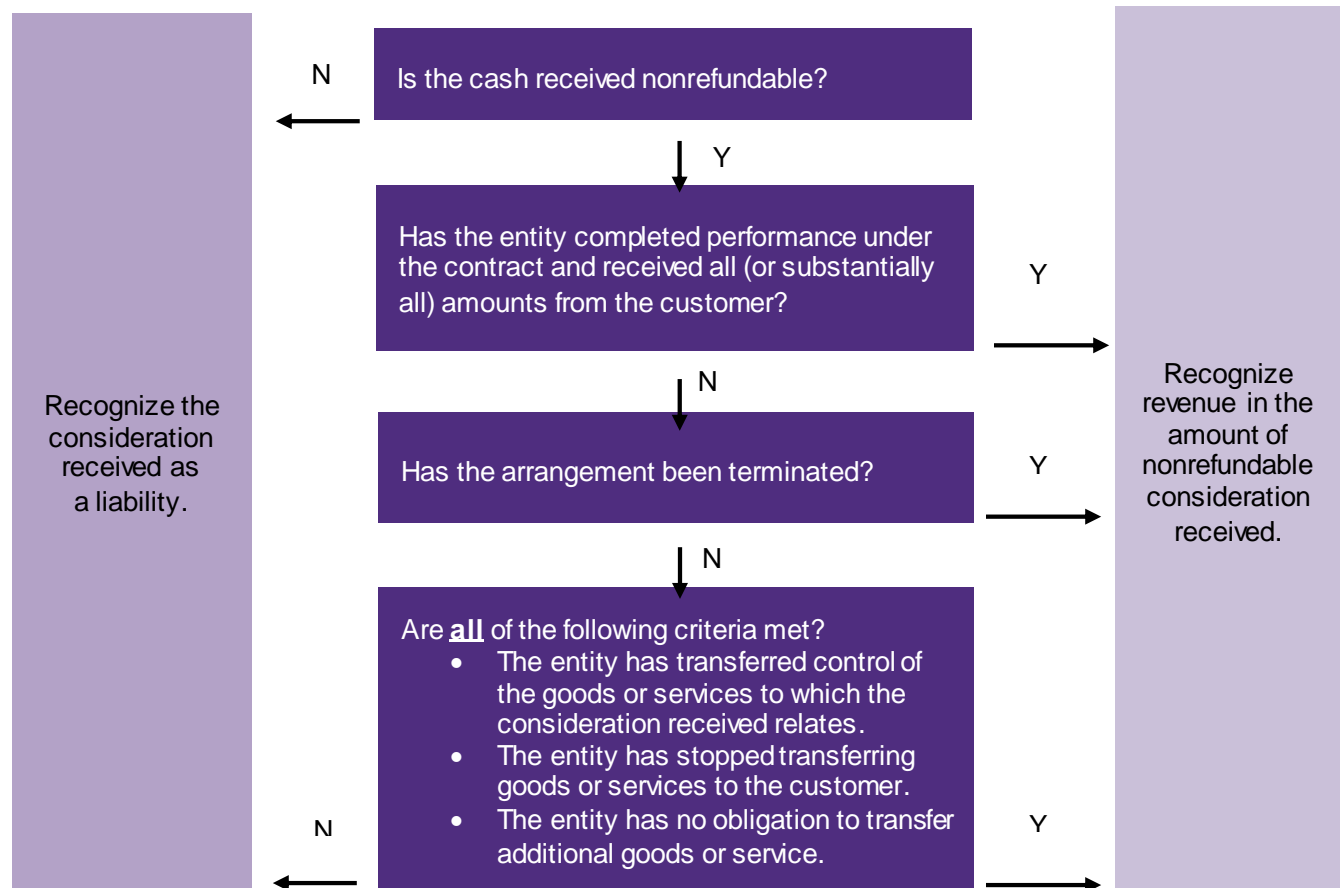 N
Is the cash received nonrefundable?
Y
Has the entity completed performance under
the contract and received all (or substantially
all) amounts from the customer?
Y
N
Recognize the
consideration
received as
a liability.
Has the arrangement been terminated?
Y
Recognize
revenue in the
amount of
nonrefundable
consideration
received.
N
Are all of the following criteria met?
• The entity has transferred control of
the goods or services to which the
consideration received relates.
• The entity has stopped transferring
goods or services to the customer.
• The entity has no obligation to transfer
additional goods or service.
N
Y